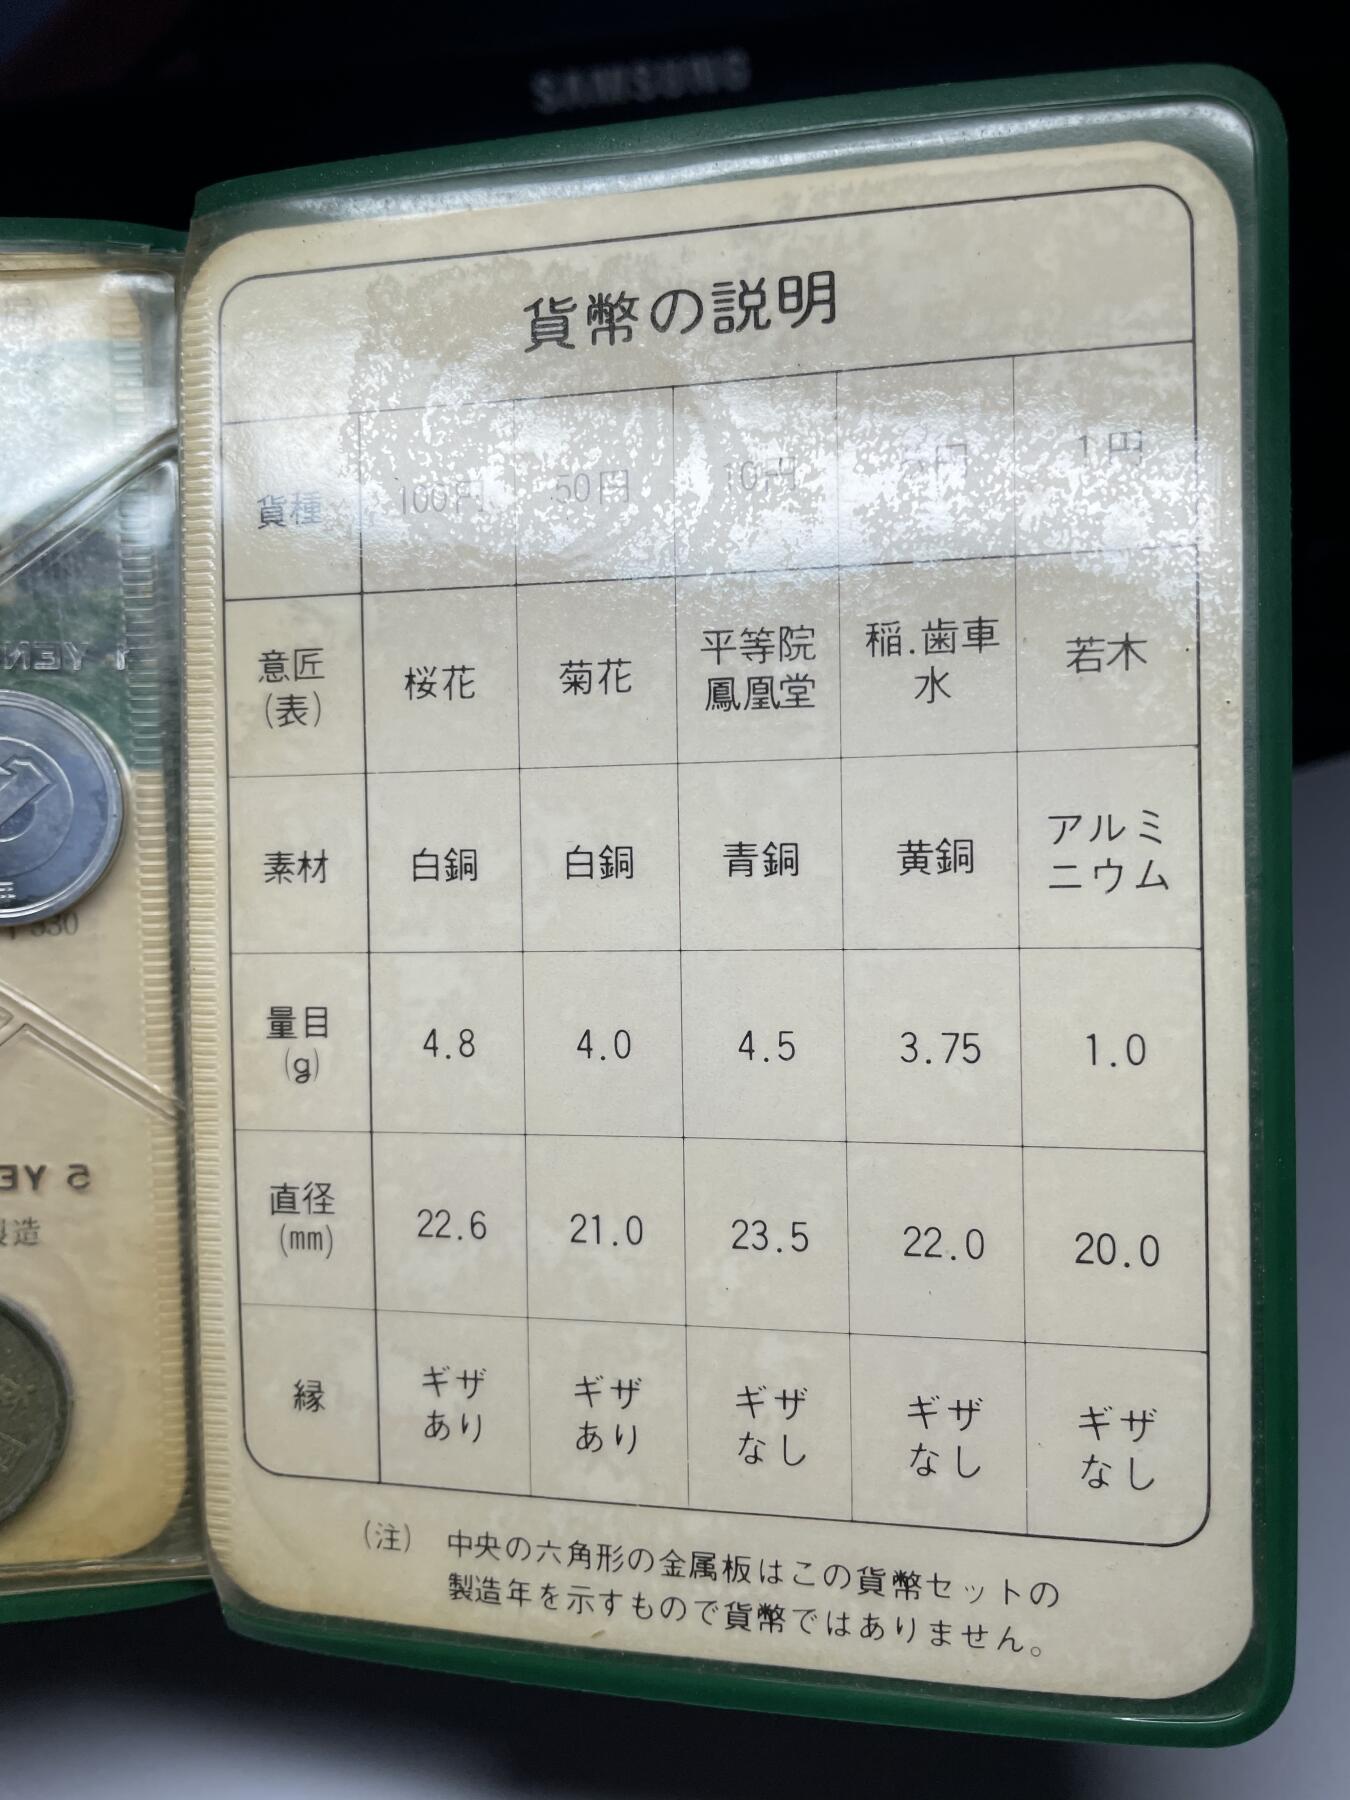 SAMSUNG
貨幣の説明
貨種 100円 50円 10円 円 1円
意匠(表) 桜花 菊花 平等院鳳凰堂 稲.歯車水 若木
素材 白銅 白銅 青銅 黄銅 アルミニウム
量目(g) 4.8 4.0 4.5 3.75 1.0
直径(mm) 22.6 21.0 23.5 22.0 20.0
縁 ギザあり ギザあり ギザなし ギザなし ギザなし
(注) 中央の六角形の金属板はこの貨幣セットの
製造年を示すもので貨幣ではありません。
1 YEN
5 YE
製造